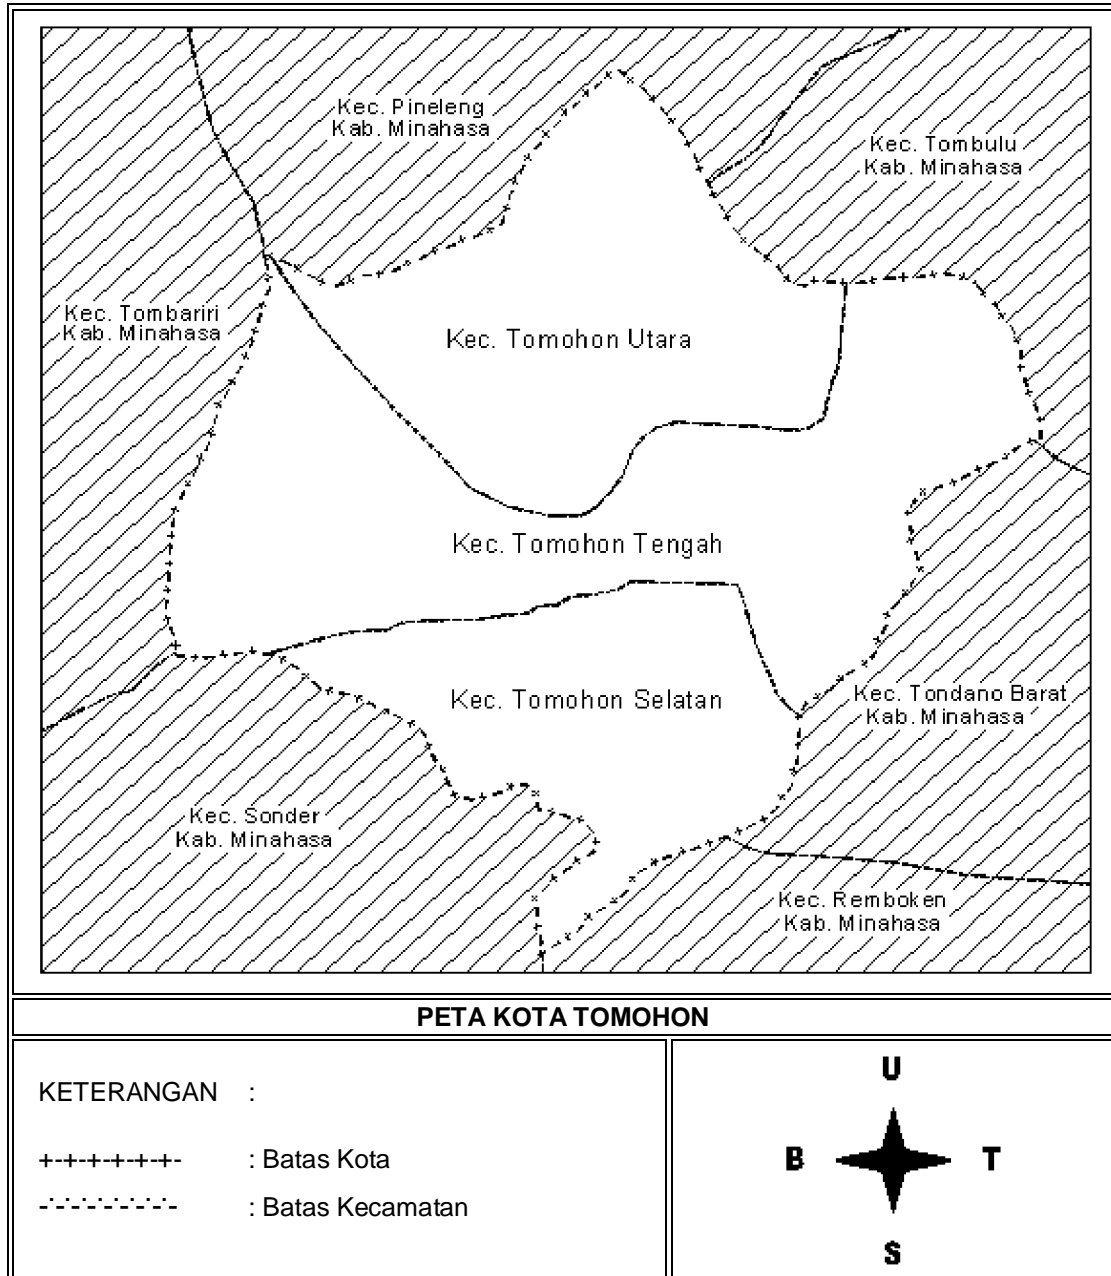 Kec. Pineleng
Kab. Minahasa
Kec. Tombulu
Kab. Minahasa
Kec. Tombariri
Kab. Minahasa
Kec. Tomohon Utara
Kec. Tomohon Tengah
Kec. Tomohon Selatan
Kec. Tondano Barat
Kab. Minahasa
Kec. Sonder
Kab. Minahasa
Kec. Remboken
Kab. Minahasa
PETA KOTA TOMOHON
KETERANGAN :
: Batas Kota
: Batas Kecamatan
U
B T
S